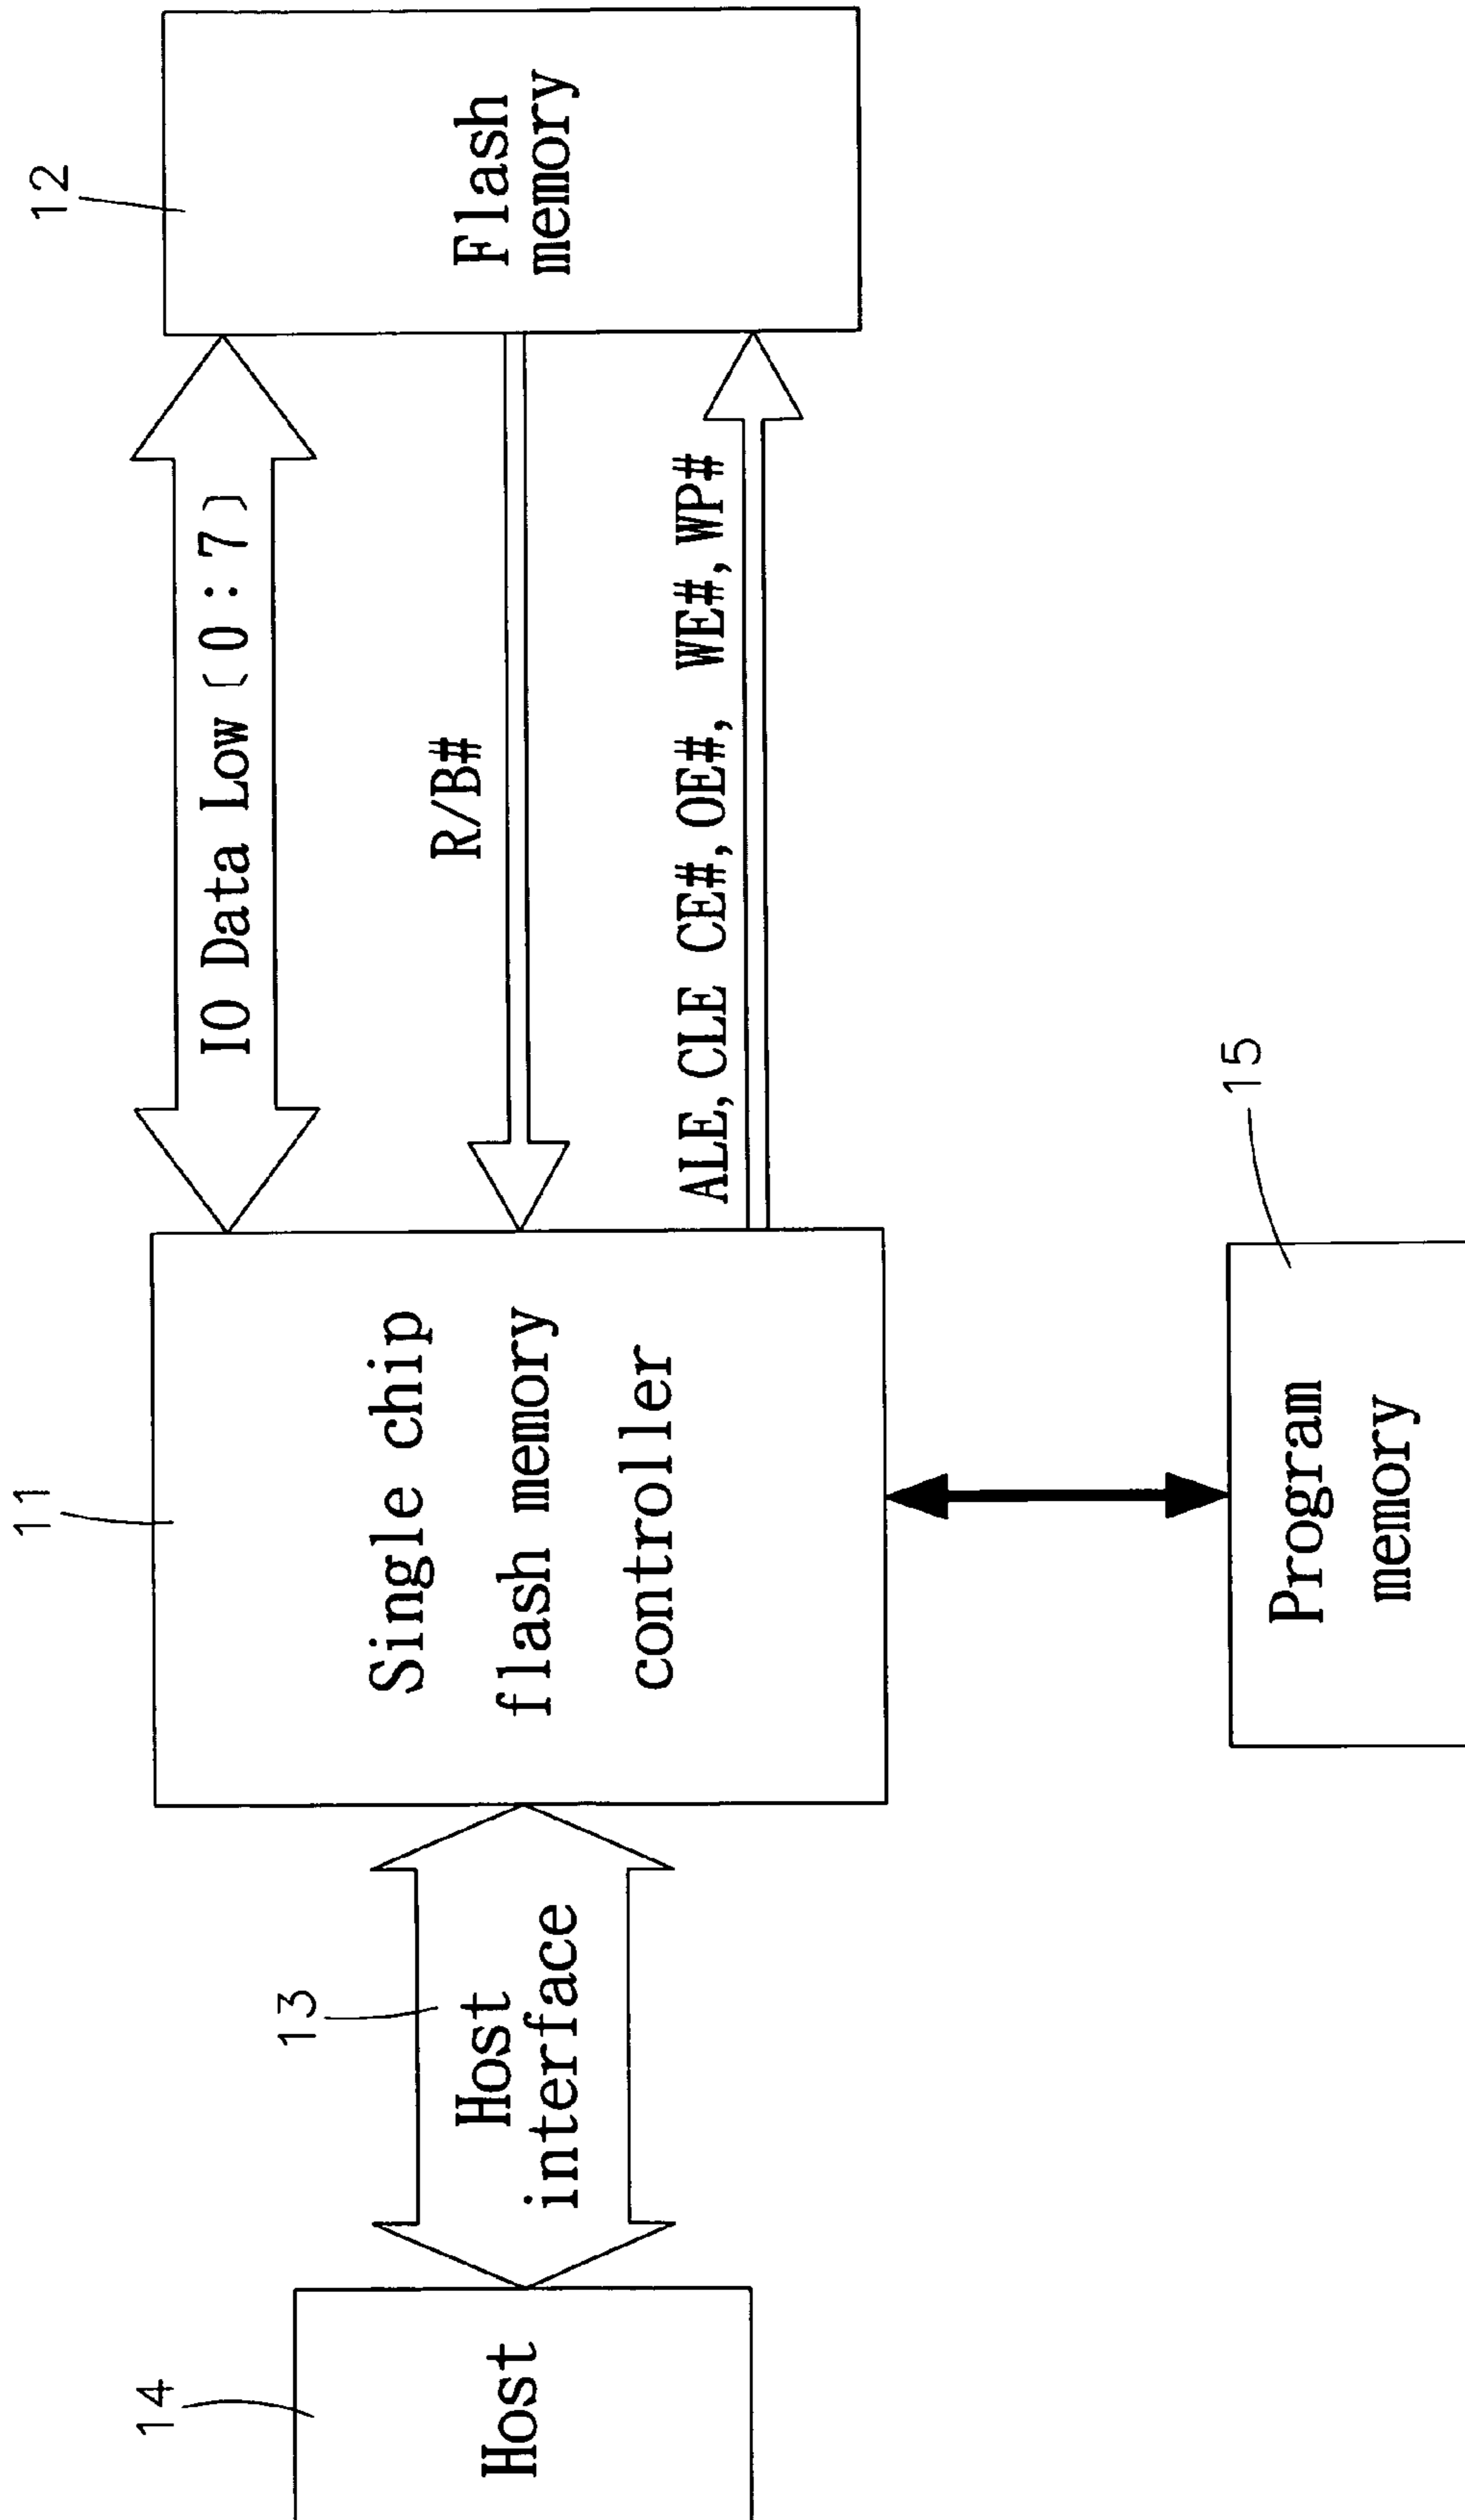 12
Flash
memory
IO Data Low (0:7)
R/B#
ALE, CLE CE#, OE#, WE#, WP#
11
Single chip
flash memory
controller
15
Program
memory
13
Host
interface
14
Host